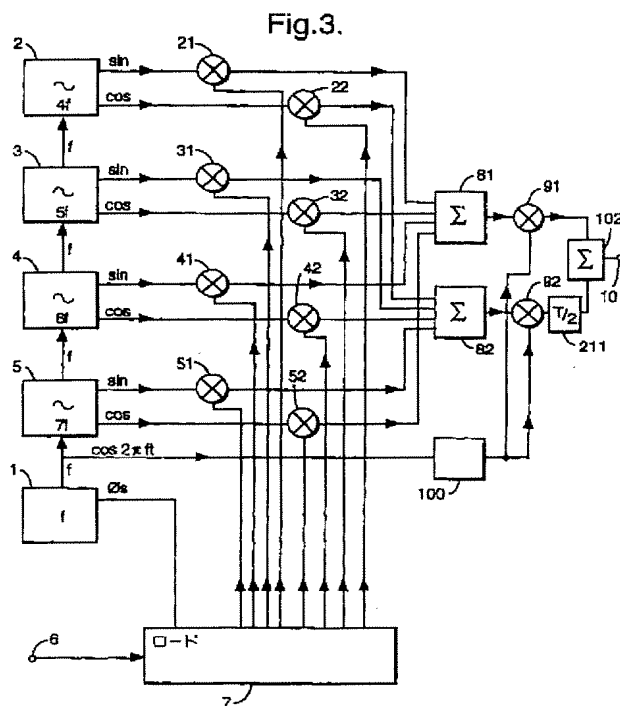 Fig.3.
2
4f
sin
cos
21
22
f
3
5f
sin
cos
31
32
f
4
6f
sin
cos
41
42
f
5
7f
sin
cos
51
52
f
cos 2πft
1
f
Øls
81
Σ
82
Σ
91
92
T/2
211
102
Σ
10
100
6
ロード
7